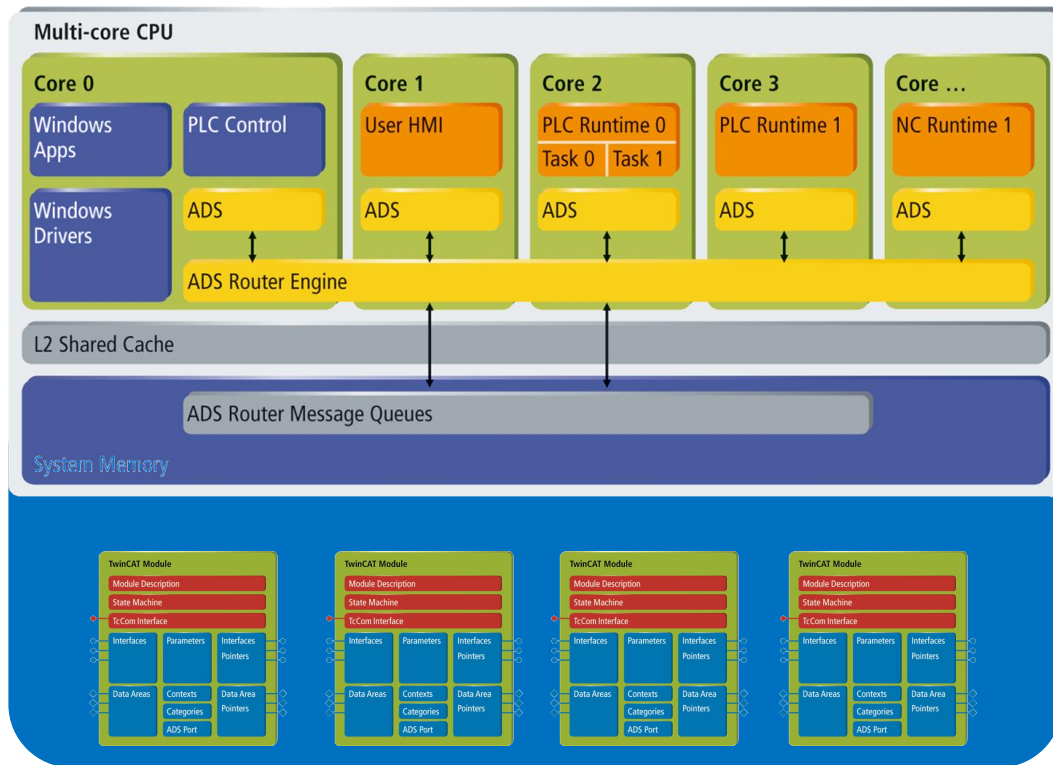 Multi-core CPU
Core 0
Core 1
Core 2
Core 3
Core ...
Windows
Apps
PLC Control
User HMI
PLC Runtime 0
Task 0
Task 1
PLC Runtime 1
NC Runtime 1
Windows
Drivers
ADS
ADS
ADS
ADS
ADS
ADS Router Engine
L2 Shared Cache
ADS Router Message Queues
System Memory
TwinCAT Module
Module Description
State Machine
TcCom Interface
Interfaces
Parameters
Interfaces
Pointers
Data Areas
Contexts
Categories
ADS Port
Data Area
Pointers
TwinCAT Module
Module Description
State Machine
TcCom Interface
Interfaces
Parameters
Interfaces
Pointers
Data Areas
Contexts
Categories
ADS Port
Data Area
Pointers
TwinCAT Module
Module Description
State Machine
TcCom Interface
Interfaces
Parameters
Interfaces
Pointers
Data Areas
Contexts
Categories
ADS Port
Data Area
Pointers
TwinCAT Module
Module Description
State Machine
TcCom Interface
Interfaces
Parameters
Interfaces
Pointers
Data Areas
Contexts
Categories
ADS Port
Data Area
Pointers